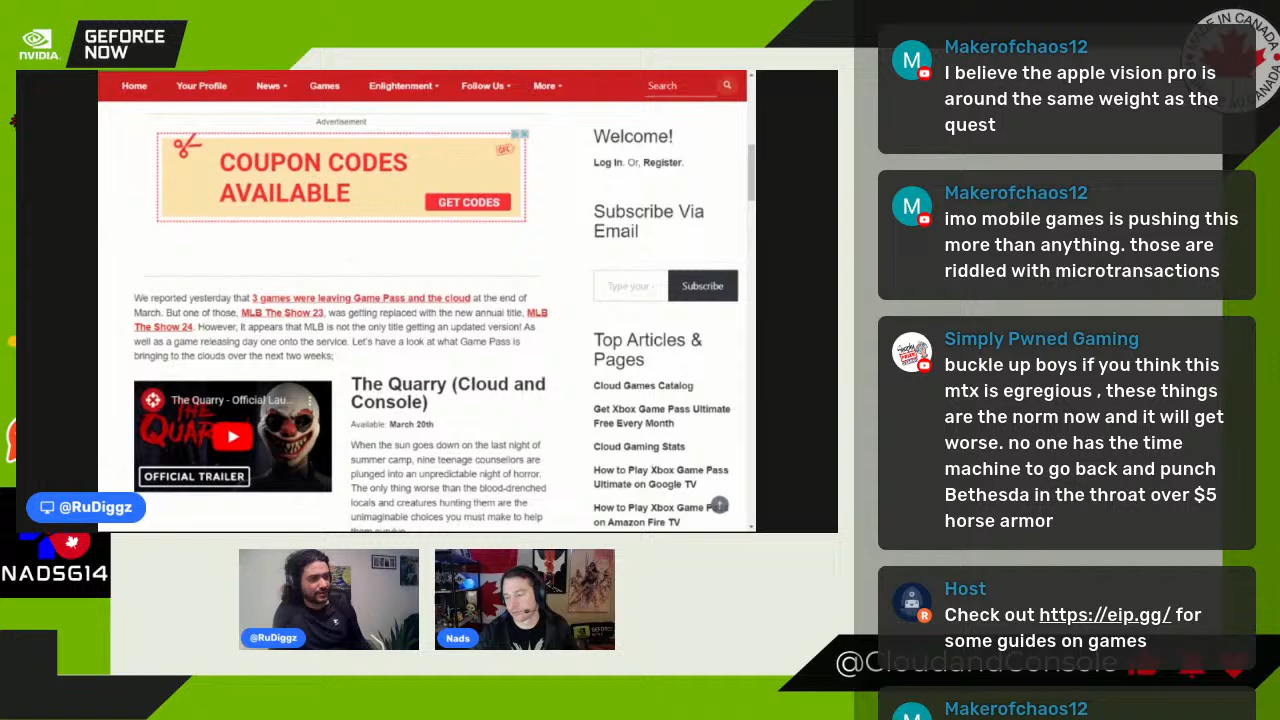 NVIDIA
GEFORCE
NOW
MADE IN CANADA
AU CANADA
Home
Your Profile
News
Games
Enlightenment
Follow Us
More
Search
Advertisement
COUPON CODES
AVAILABLE
GET CODES
We reported yesterday that 3 games were leaving Game Pass and the cloud at the end of
March. But one of those, MLB The Show 23, was getting replaced with the new annual title, MLB
The Show 24. However, it appears that MLB is not the only title getting an updated version! As
well as a game releasing day one onto the service. Let's have a look at what Game Pass is
bringing to the clouds over the next two weeks;
The Quarry - Official Lau...
THE
QUAR
OFFICIAL TRAILER
The Quarry (Cloud and
Console)
Available: March 20th
When the sun goes down on the last night of
summer camp, nine teenage counsellors are
plunged into an unpredictable night of horror.
The only thing worse than the blood-drenched
locals and creatures hunting them are the
unimaginable choices you must make to help
them survive.
Welcome!
Log In. Or, Register.
Subscribe Via
Email
Type your
Subscribe
Top Articles &
Pages
Cloud Games Catalog
Get Xbox Game Pass Ultimate
Free Every Month
Cloud Gaming Stats
How to Play Xbox Game Pass
Ultimate on Google TV
How to Play Xbox Game P
on Amazon Fire TV
@RuDiggz
NADSG14
@RuDiggz
Nads
GEFORCE
NOW
@CloudandConsole
M
Makerofchaos12
I believe the apple vision pro is
around the same weight as the
quest
M
Makerofchaos12
imo mobile games is pushing this
more than anything. those are
riddled with microtransactions
Simply Pwned Gaming
buckle up boys if you think this
mtx is egregious , these things
are the norm now and it will get
worse. no one has the time
machine to go back and punch
Bethesda in the throat over $5
horse armor
Host
Check out https://eip.gg/ for
some guides on games
M
Makerofchaos12